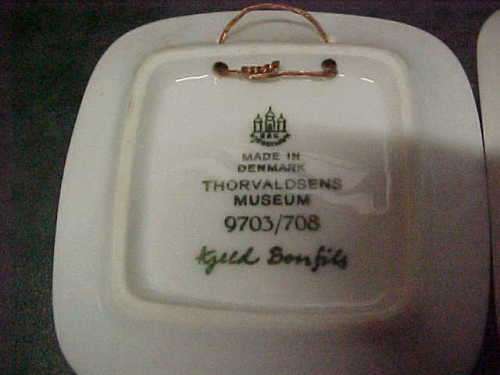 MADE IN
DENMARK
THORVALDSENS
MUSEUM
9703/708
Kjeld Bonfils